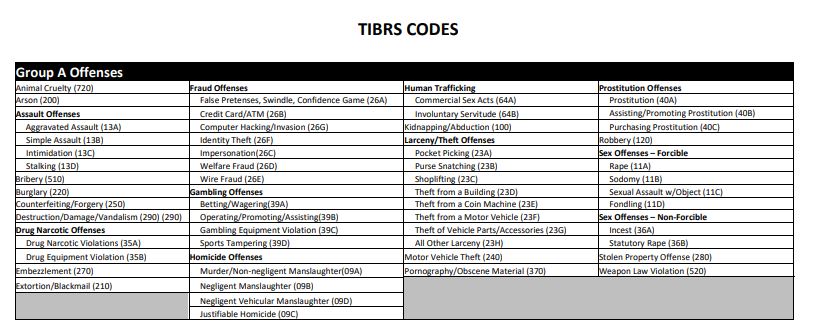 TIBRS CODES
Group A Offenses
Animal Cruelty (720)
Arson (200)
Assault Offenses
Aggravated Assault (13A)
Simple Assault (13B)
Intimidation (13C)
Stalking (13D)
Bribery (510)
Burglary (220)
Counterfeiting/Forgery (250)
Destruction/Damage/Vandalism (290) (290)
Drug Narcotic Offenses
Drug Narcotic Violations (35A)
Drug Equipment Violation (35B)
Embezzlement (270)
Extortion/Blackmail (210)
Fraud Offenses
False Pretenses, Swindle, Confidence Game (26A)
Credit Card/ATM (26B)
Computer Hacking/Invasion (26G)
Identity Theft (26F)
Impersonation(26C)
Welfare Fraud (26D)
Wire Fraud (26E)
Gambling Offenses
Betting/Wagering(39A)
Operating/Promoting/Assisting(39B)
Gambling Equipment Violation (39C)
Sports Tampering (39D)
Homicide Offenses
Murder/Non-negligent Manslaughter(09A)
Negligent Manslaughter (09B)
Negligent Vehicular Manslaughter (09D)
Justifiable Homicide (09C)
Human Trafficking
Commercial Sex Acts (64A)
Involuntary Servitude (64B)
Kidnapping/Abduction (100)
Larceny/Theft Offenses
Pocket Picking (23A)
Purse Snatching (23B)
Shoplifting (23C)
Theft from a Building (23D)
Theft from a Coin Machine (23E)
Theft from a Motor Vehicle (23F)
Theft of Vehicle Parts/Accessories (23G)
All Other Larceny (23H)
Motor Vehicle Theft (240)
Pornography/Obscene Material (370)
Prostitution Offenses
Prostitution (40A)
Assisting/Promoting Prostitution (40B)
Purchasing Prostitution (40C)
Robbery (120)
Sex Offenses – Forcible
Rape (11A)
Sodomy (11B)
Sexual Assault w/Object (11C)
Fondling (11D)
Sex Offenses – Non-Forcible
Incest (36A)
Statutory Rape (36B)
Stolen Property Offense (280)
Weapon Law Violation (520)